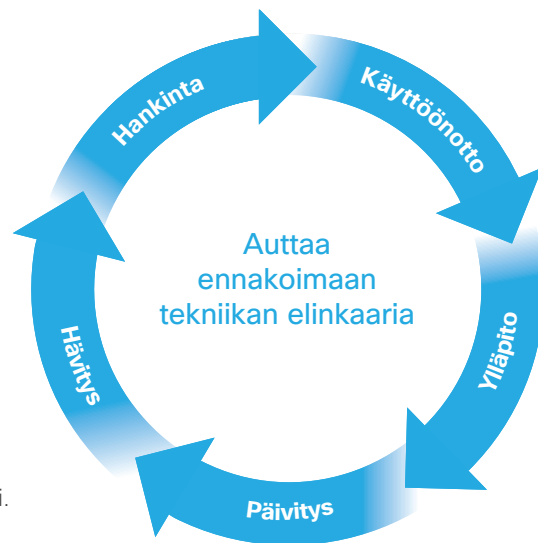 Hankinta
Käyttöönotto
Auttaa
ennakoimaan
tekniikan elinkaaria
Ylläpito
Hävitys
Päivitys
i.